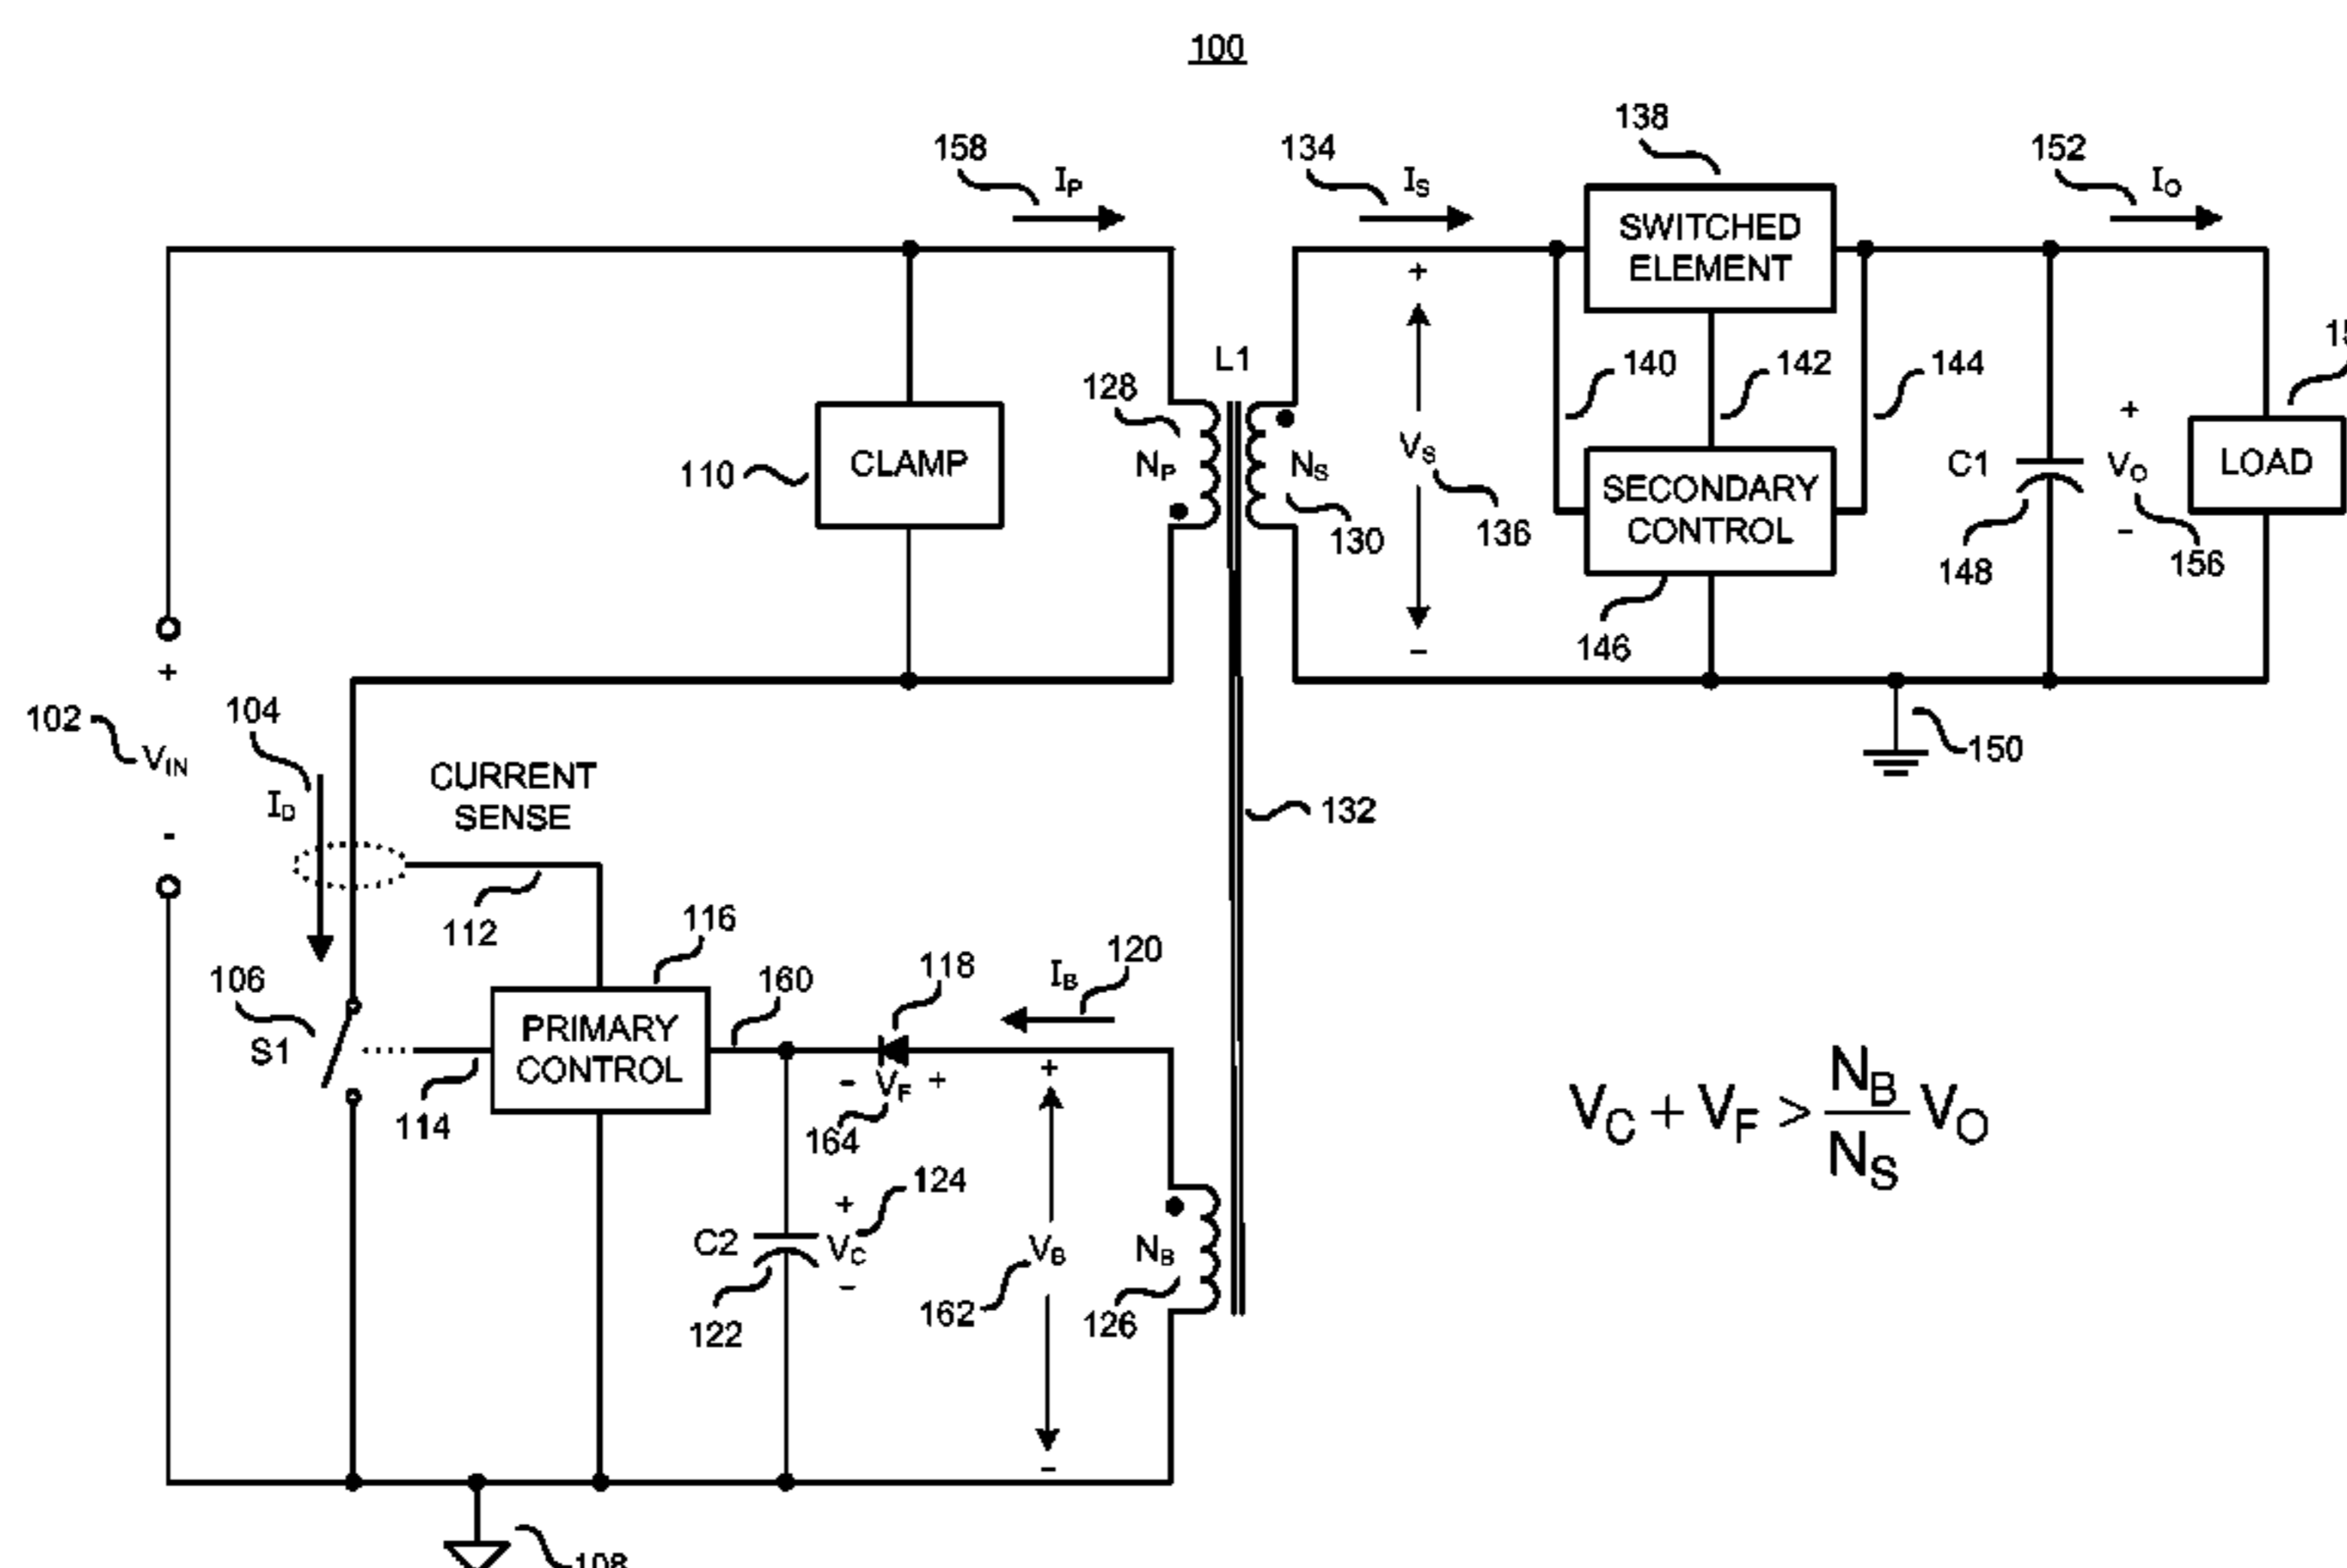 100
138
158
134
152
IP
IS
IO
SWITCHED
ELEMENT
+
L1
140
142
144
128
+
CLAMP
110
NP
NS
VS
136
130
SECONDARY
CONTROL
C1
VO
LOAD
148
156
-
146
-
+
102
VIN
104
ID
CURRENT
SENSE
150
132
-
112
116
106
S1
160
118
IB
120
PRIMARY
CONTROL
114
- VF +
164
+
VC + VF > NB/NS VO
C2
+
VC
124
-
122
VB
162
NB
126
-
108